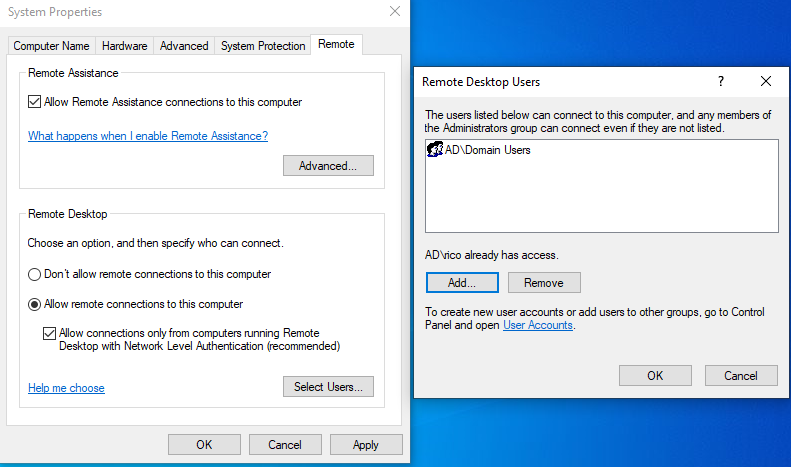 System Properties
Computer Name
Hardware
Advanced
System Protection
Remote
Remote Assistance
Allow Remote Assistance connections to this computer
What happens when I enable Remote Assistance?
Advanced...
Remote Desktop
Choose an option, and then specify who can connect.
Don't allow remote connections to this computer
Allow remote connections to this computer
Allow connections only from computers running Remote
Desktop with Network Level Authentication (recommended)
Help me choose
Select Users...
OK
Cancel
Apply
Remote Desktop Users
?
The users listed below can connect to this computer, and any members of
the Administrators group can connect even if they are not listed.
AD\Domain Users
AD\rico already has access.
Add...
Remove
To create new user accounts or add users to other groups, go to Control
Panel and open User Accounts.
OK
Cancel